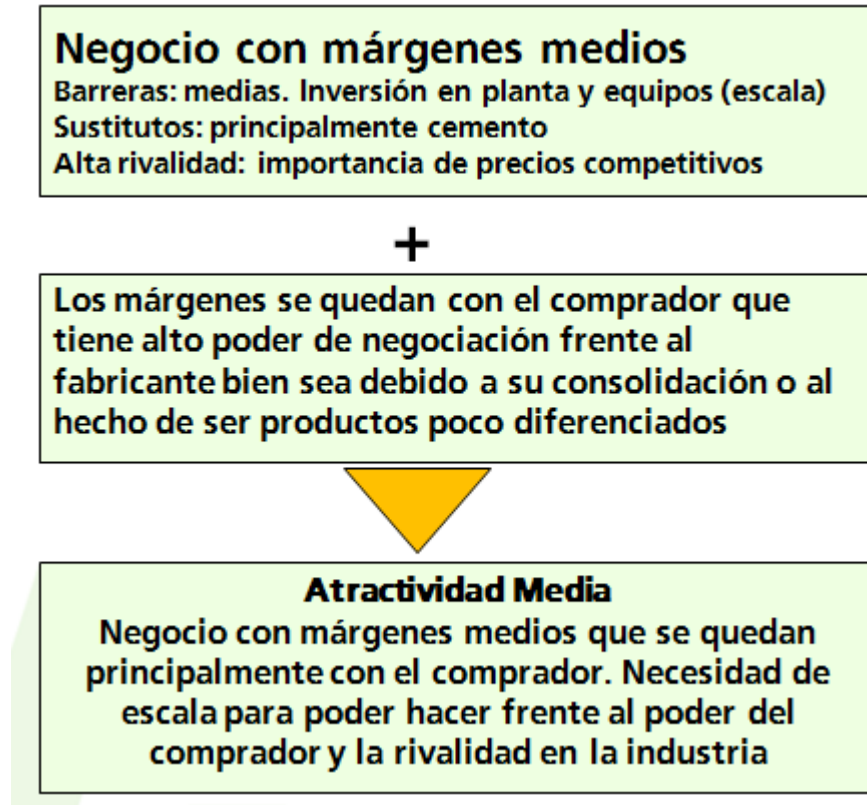 Negocio con márgenes medios
Barreras: medias. Inversión en planta y equipos (escala)
Sustitutos: principalmente cemento
Alta rivalidad: importancia de precios competitivos
+
Los márgenes se quedan con el comprador que
tiene alto poder de negociación frente al
fabricante bien sea debido a su consolidación o al
hecho de ser productos poco diferenciados
Atractividad Media
Negocio con márgenes medios que se quedan
principalmente con el comprador. Necesidad de
escala para poder hacer frente al poder del
comprador y la rivalidad en la industria